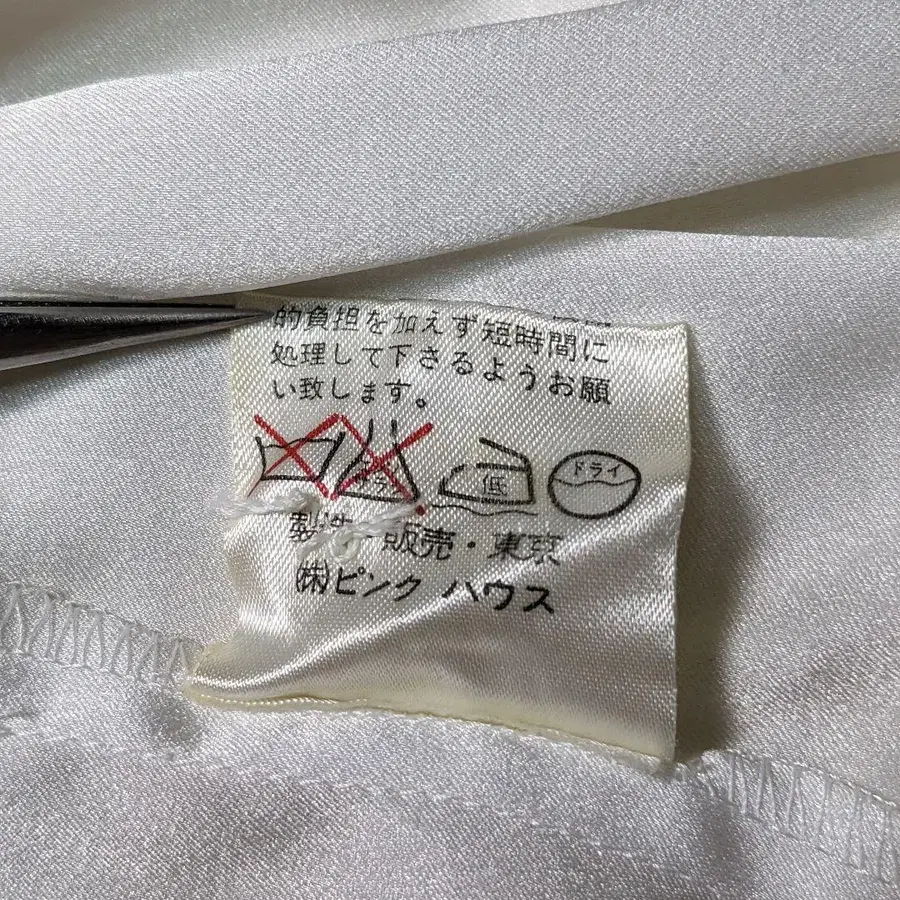 的負担を加えず短時間に
処理して下さるようお願
い致します。
低 ドライ
製造・販売・東京
(株)ピンク ハウス